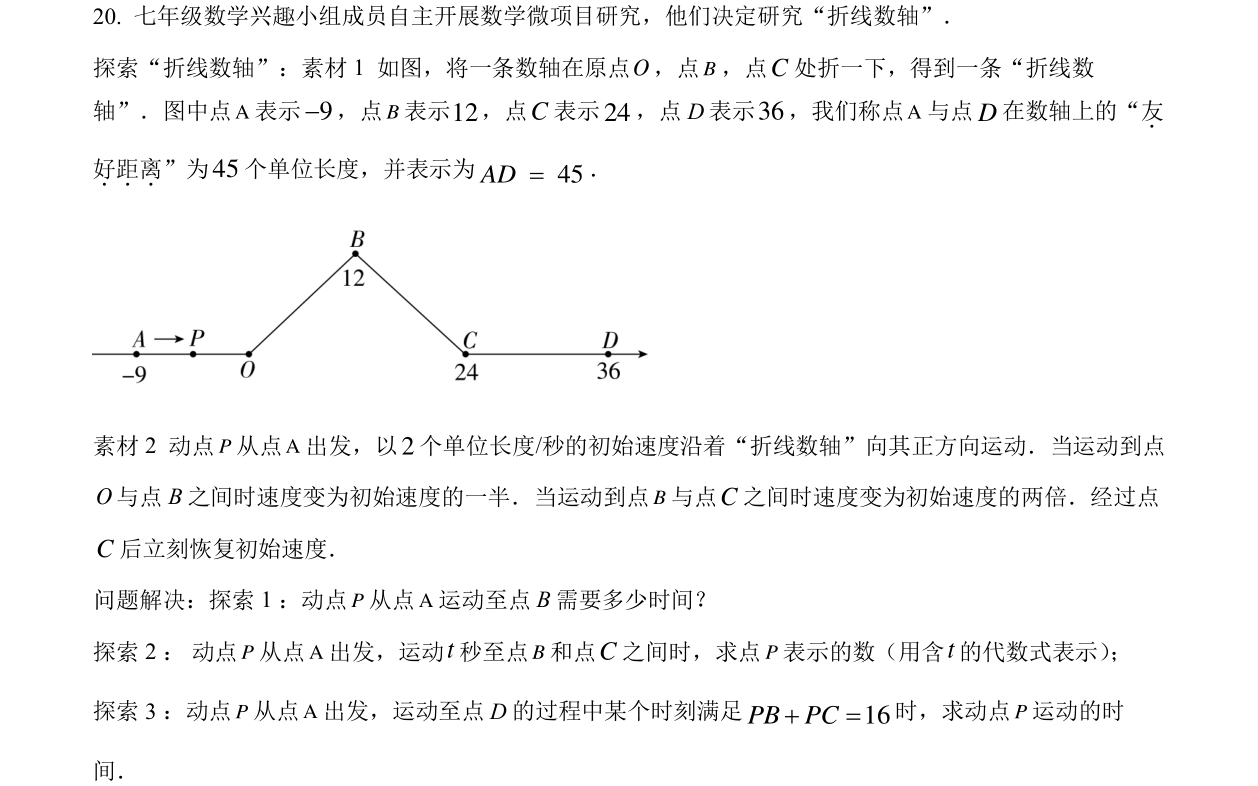 20. 七年级数学兴趣小组成员自主开展数学微项目研究，他们决定研究“折线数轴”．
探索“折线数轴”：素材 1 如图，将一条数轴在原点O，点B，点C处折一下，得到一条“折线数
轴”．图中点A表示−9，点B表示12，点C表示24，点D表示36，我们称点A与点D在数轴上的“友
好距离”为45个单位长度，并表示为AD = 45．
B
12
A → P
C
D
−9
O
24
36
素材 2 动点P从点A出发，以2个单位长度/秒的初始速度沿着“折线数轴”向其正方向运动．当运动到点
O与点B之间时速度变为初始速度的一半．当运动到点B与点C之间时速度变为初始速度的两倍．经过点
C后立刻恢复初始速度．
问题解决：探索 1：动点P从点A运动至点B需要多少时间？
探索 2： 动点P从点A出发，运动t秒至点B和点C之间时，求点P表示的数（用含t的代数式表示）；
探索 3：动点P从点A出发，运动至点D的过程中某个时刻满足PB + PC = 16时，求动点P运动的时
间．